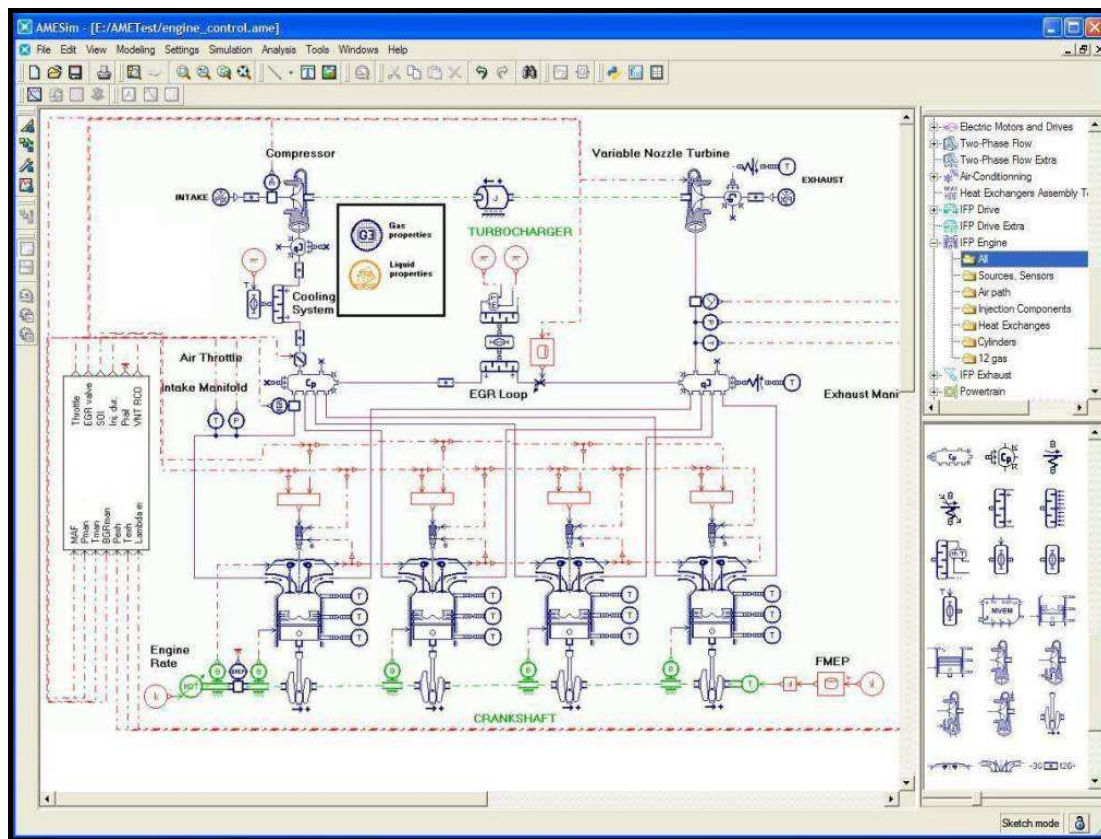 AMESim - [E:/AMETest/engine_control.ame]
File Edit View Modeling Settings Simulation Analysis Tools Windows Help
Electric Motors and Drives
Two-Phase Flow
Two-Phase Flow Extra
Air-Conditionning
Heat Exchangers Assembly T
IFP Drive
IFP Drive Extra
IFP Engine
All
Sources, Sensors
Air path
Injection Components
Heat Exchanges
Cylinders
12 gas
IFP Exhaust
Powertrain
Compressor
Variable Nozzle Turbine
INTAKE
EXHAUST
TURBOCHARGER
Gas
properties
Liquid
properties
Cooling
System
Air Throttle
Intake Manifold
EGR Loop
Exhaust Mani
Throttle
EGR valve
SOI
Inj. dur.
Prail
VNT RCO
MAF
Pman
Tman
BGRman
Pexh
Texh
Lambda e
Engine
Rate
FMEP
CRANKSHAFT
MVEM
Sketch mode